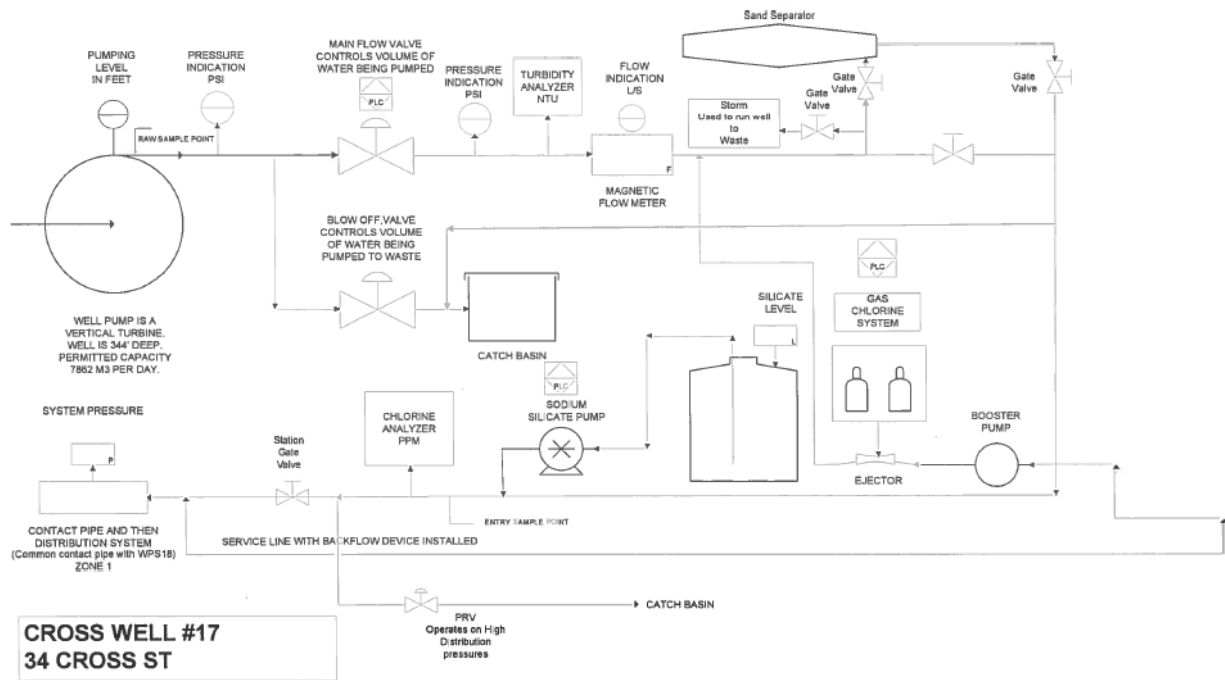 Sand Separator
PUMPING
LEVEL
IN FEET
PRESSURE
INDICATION
PSI
MAIN FLOW VALVE
CONTROLS VOLUME OF
WATER BEING PUMPED
PLC
PRESSURE
INDICATION
PSI
TURBIDITY
ANALYZER
NTU
FLOW
INDICATION
L/S
Storm
Used to run well
to
Waste
Gate
Valve
Gate
Valve
Gate
Valve
RAW SAMPLE POINT
F
MAGNETIC
FLOW METER
BLOW OFF,VALVE
CONTROLS VOLUME
OF WATER BEING
PUMPED TO WASTE
PLC
GAS
CHLORINE
SYSTEM
SILICATE
LEVEL
L
WELL PUMP IS A
VERTICAL TURBINE.
WELL IS 344' DEEP.
PERMITTED CAPACITY
7862 M3 PER DAY.
CATCH BASIN
PLC
SODIUM
SILICATE PUMP
SYSTEM PRESSURE
P
CHLORINE
ANALYZER
PPM
Station
Gate
Valve
BOOSTER
PUMP
EJECTOR
ENTRY SAMPLE POINT
CONTACT PIPE AND THEN
DISTRIBUTION SYSTEM
(Common contact pipe with WPS18)
ZONE 1
SERVICE LINE WITH BACKFLOW DEVICE INSTALLED
CATCH BASIN
PRV
Operates on High
Distribution
pressures
CROSS WELL #17
34 CROSS ST